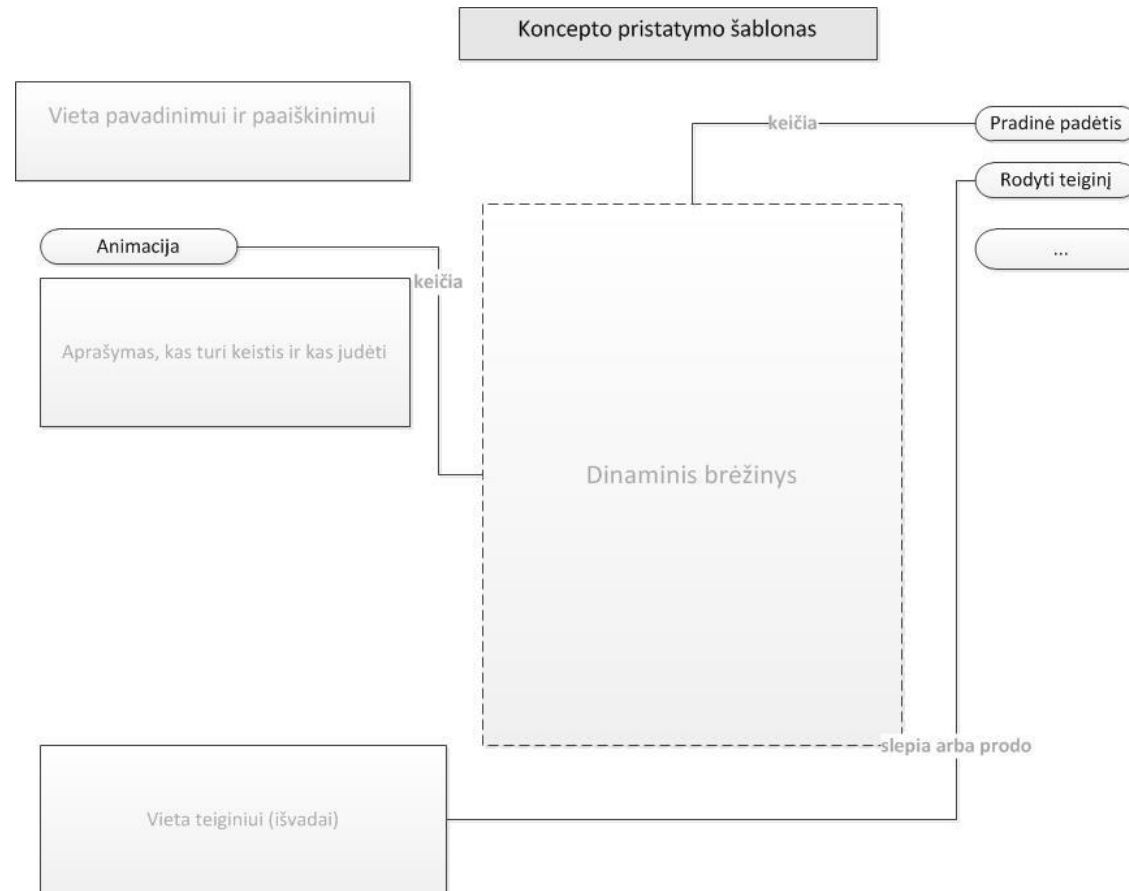 Koncepto pristatymo šablonas
Vieta pavadinimui ir paaiškinimui
keičia
Pradinė padėtis
Rodyti teiginį
Animacija
...
keičia
Aprašymas, kas turi keistis ir kas judėti
Dinaminis brėžinys
slepia arba prodo
Vieta teiginiui (išvadai)